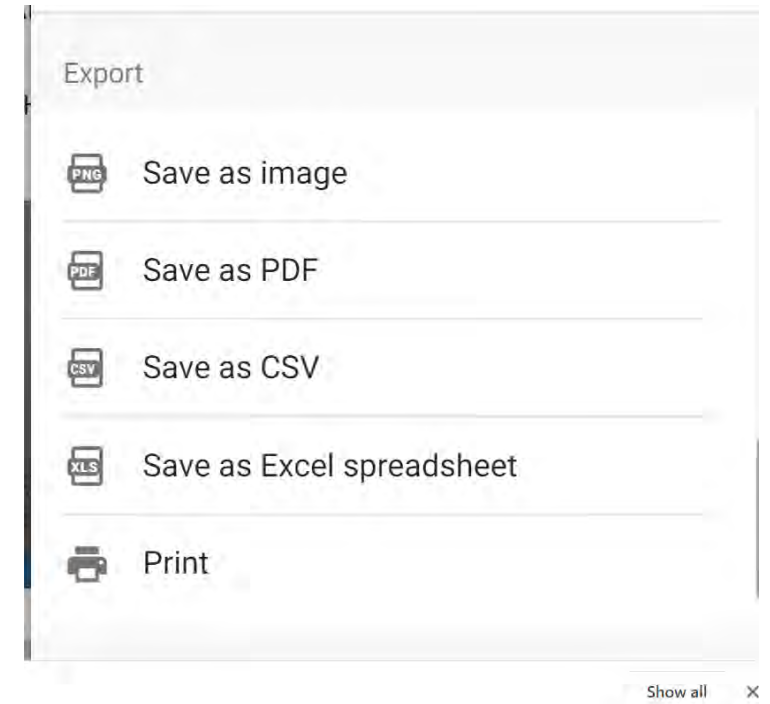 Export
PNG Save as image
PDF Save as PDF
CSV Save as CSV
XLS Save as Excel spreadsheet
Print
Show all